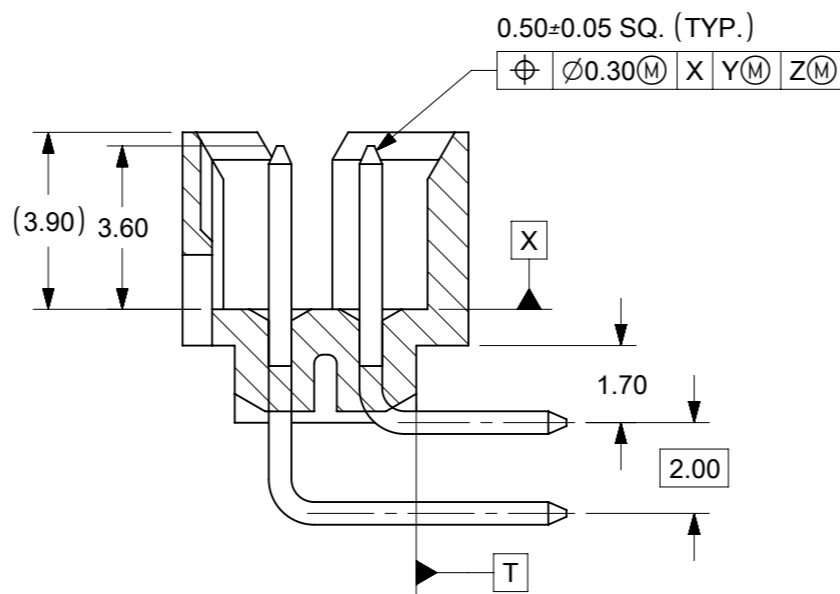 0.50±0.05 SQ. (TYP.)
⌖ ∅0.30Ⓜ X YⓂ ZⓂ
(3.90)
3.60
X
1.70
2.00
T